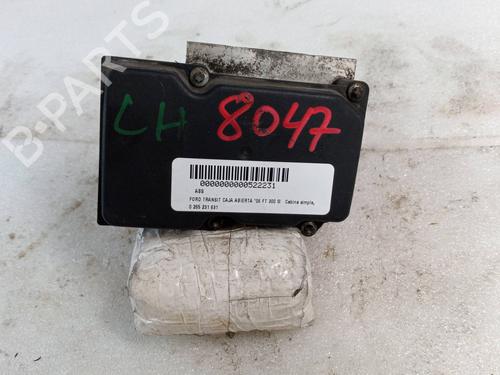 B-PARTS
CH 8047
0000000000522231
ABS
FORD TRANSIT CAJA ABIERTA "06 FT 300 M Cabina simple,
0 265 231 631